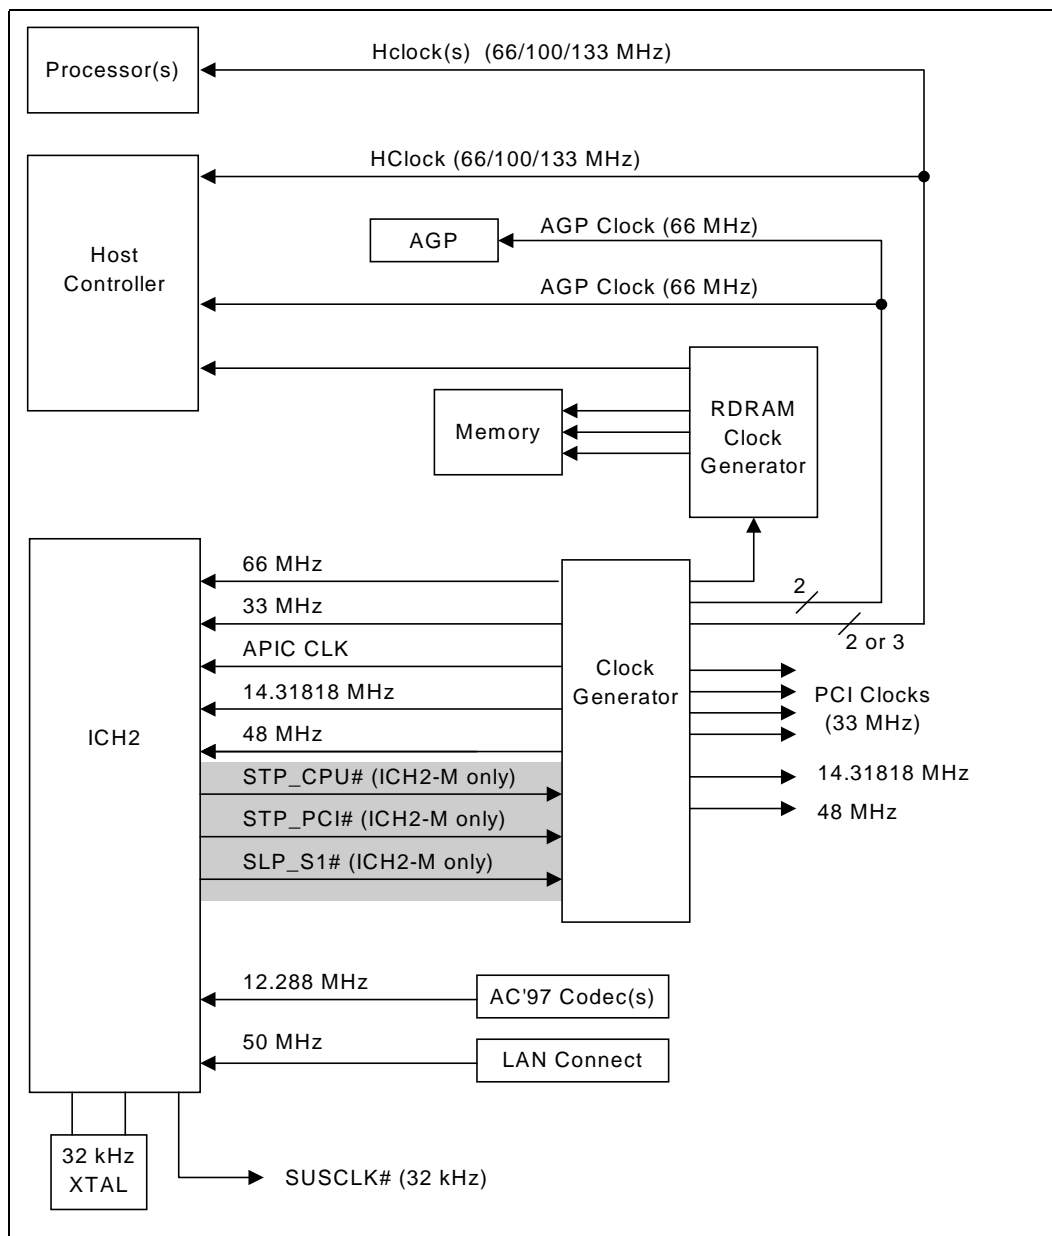 Hclock(s) (66/100/133 MHz)
Processor(s)
HClock (66/100/133 MHz)
AGP Clock (66 MHz)
AGP
Host
Controller
AGP Clock (66 MHz)
RDRAM
Clock
Generator
Memory
66 MHz
2
33 MHz
2 or 3
APIC CLK
Clock
Generator
14.31818 MHz
PCI Clocks
(33 MHz)
ICH2
48 MHz
STP_CPU# (ICH2-M only)
14.31818 MHz
STP_PCI# (ICH2-M only)
48 MHz
SLP_S1# (ICH2-M only)
12.288 MHz
AC'97 Codec(s)
50 MHz
LAN Connect
32 kHz
XTAL
SUSCLK# (32 kHz)